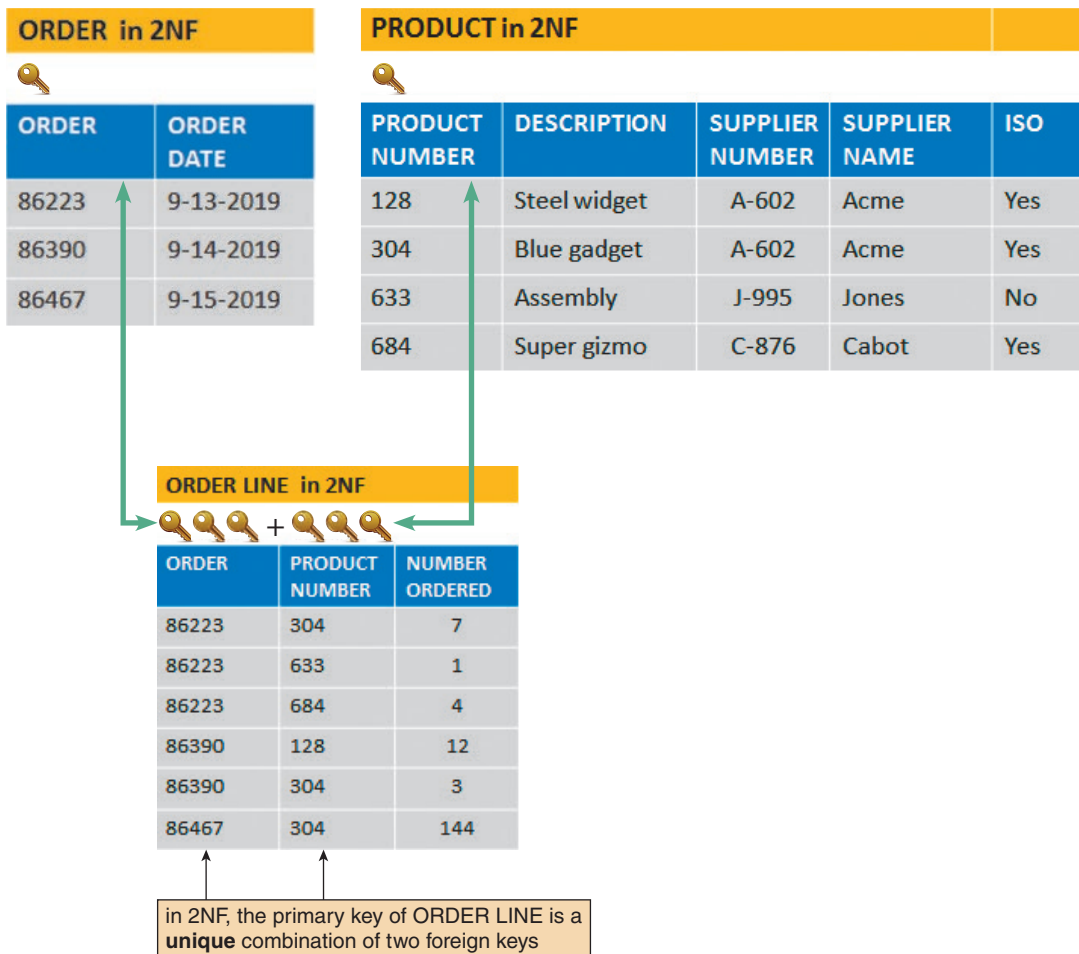 ORDER in 2NF
ORDER
ORDER DATE
86223 9-13-2019
86390 9-14-2019
86467 9-15-2019
PRODUCT in 2NF
PRODUCT NUMBER
DESCRIPTION
SUPPLIER NUMBER
SUPPLIER NAME
ISO
128 Steel widget A-602 Acme Yes
304 Blue gadget A-602 Acme Yes
633 Assembly J-995 Jones No
684 Super gizmo C-876 Cabot Yes
ORDER LINE in 2NF
+
ORDER
PRODUCT NUMBER
NUMBER ORDERED
86223 304 7
86223 633 1
86223 684 4
86390 128 12
86390 304 3
86467 304 144
in 2NF, the primary key of ORDER LINE is a
unique combination of two foreign keys